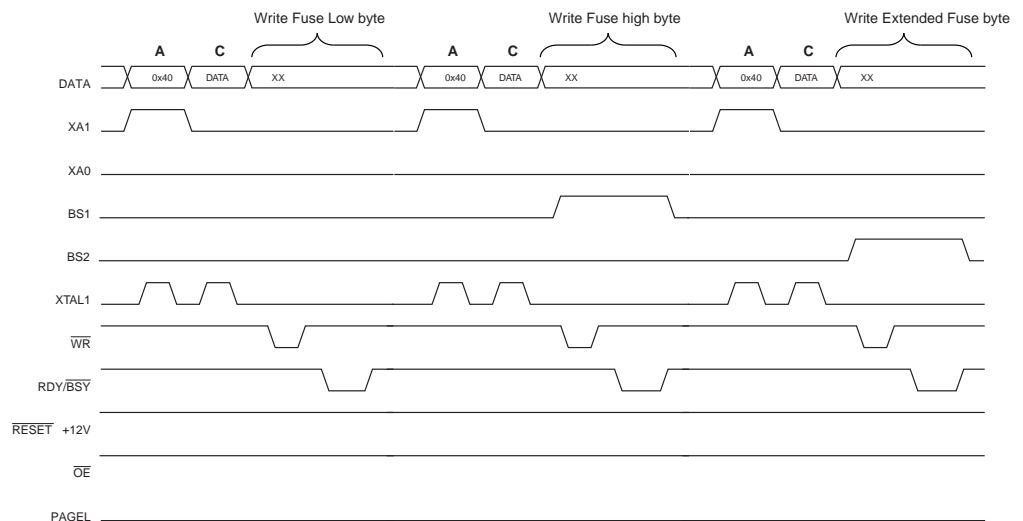 Write Fuse Low byte Write Fuse high byte Write Extended Fuse byte
A C A C A C
DATA 0x40 DATA XX 0x40 DATA XX 0x40 DATA XX
XA1
XA0
BS1
BS2
XTAL1
WR
RDY/BSY
RESET +12V
OE
PAGEL